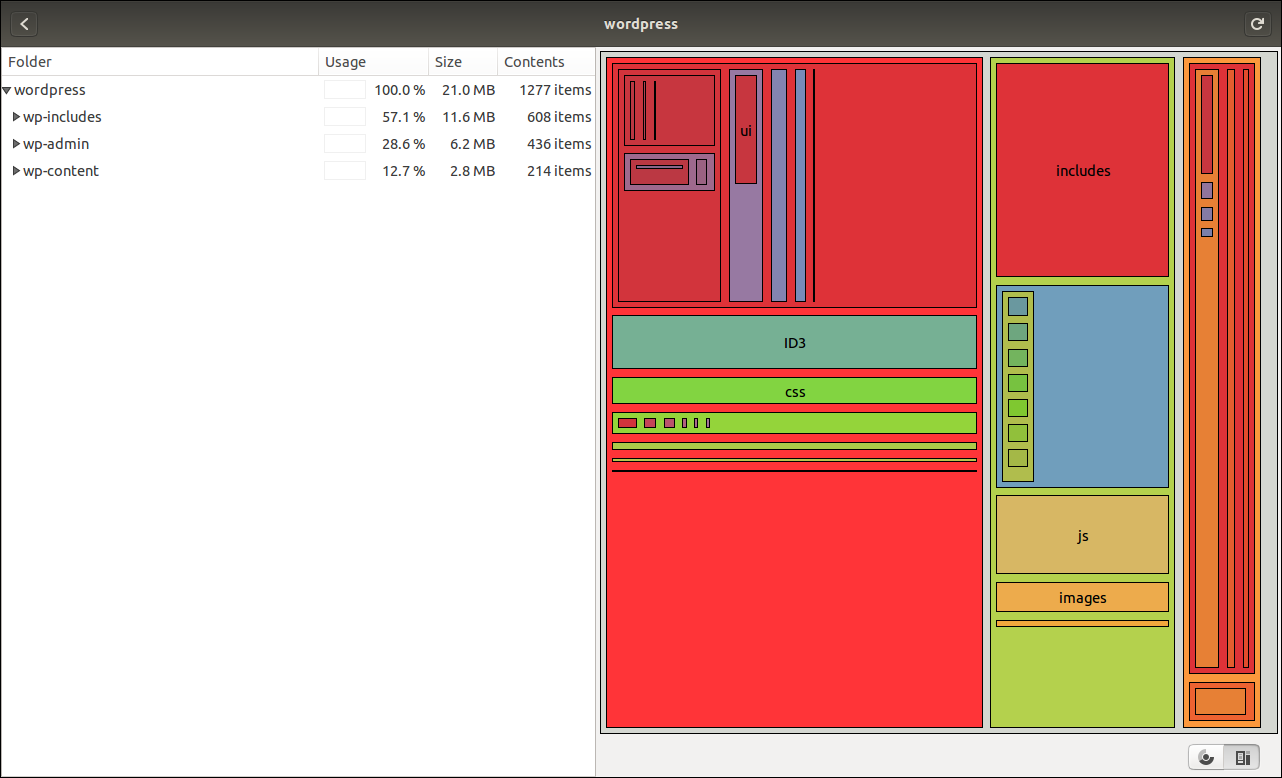 wordpress
Folder Usage Size Contents
wordpress 100.0 % 21.0 MB 1277 items
wp-includes 57.1 % 11.6 MB 608 items
wp-admin 28.6 % 6.2 MB 436 items
wp-content 12.7 % 2.8 MB 214 items
ui
includes
ID3
css
js
images